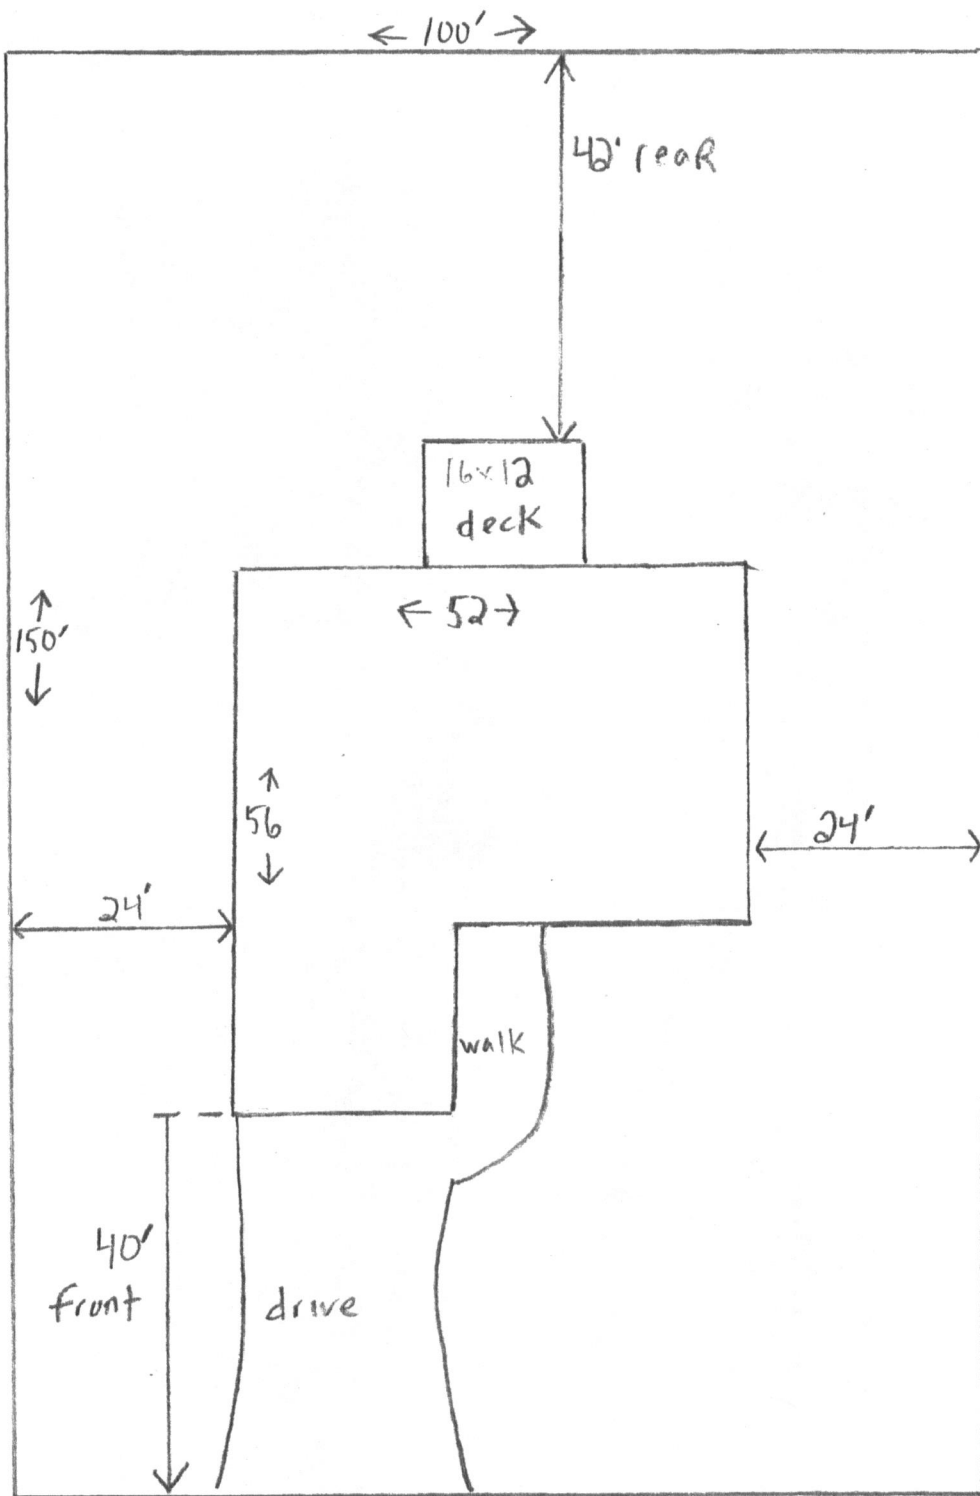 ← 100' →
42' reaR
16x12
deck
← 52 →
↑
150'
↓
↑
56
↓
24'
24'
walk
40'
front
drive